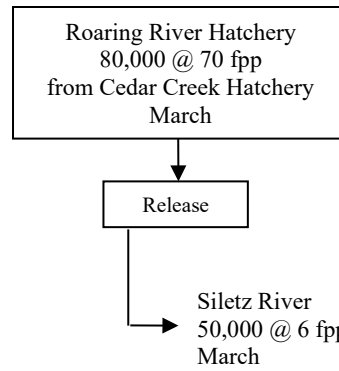 Roaring River Hatchery
80,000 @ 70 fpp
from Cedar Creek Hatchery
March
Release
Siletz River
50,000 @ 6 fpp
March